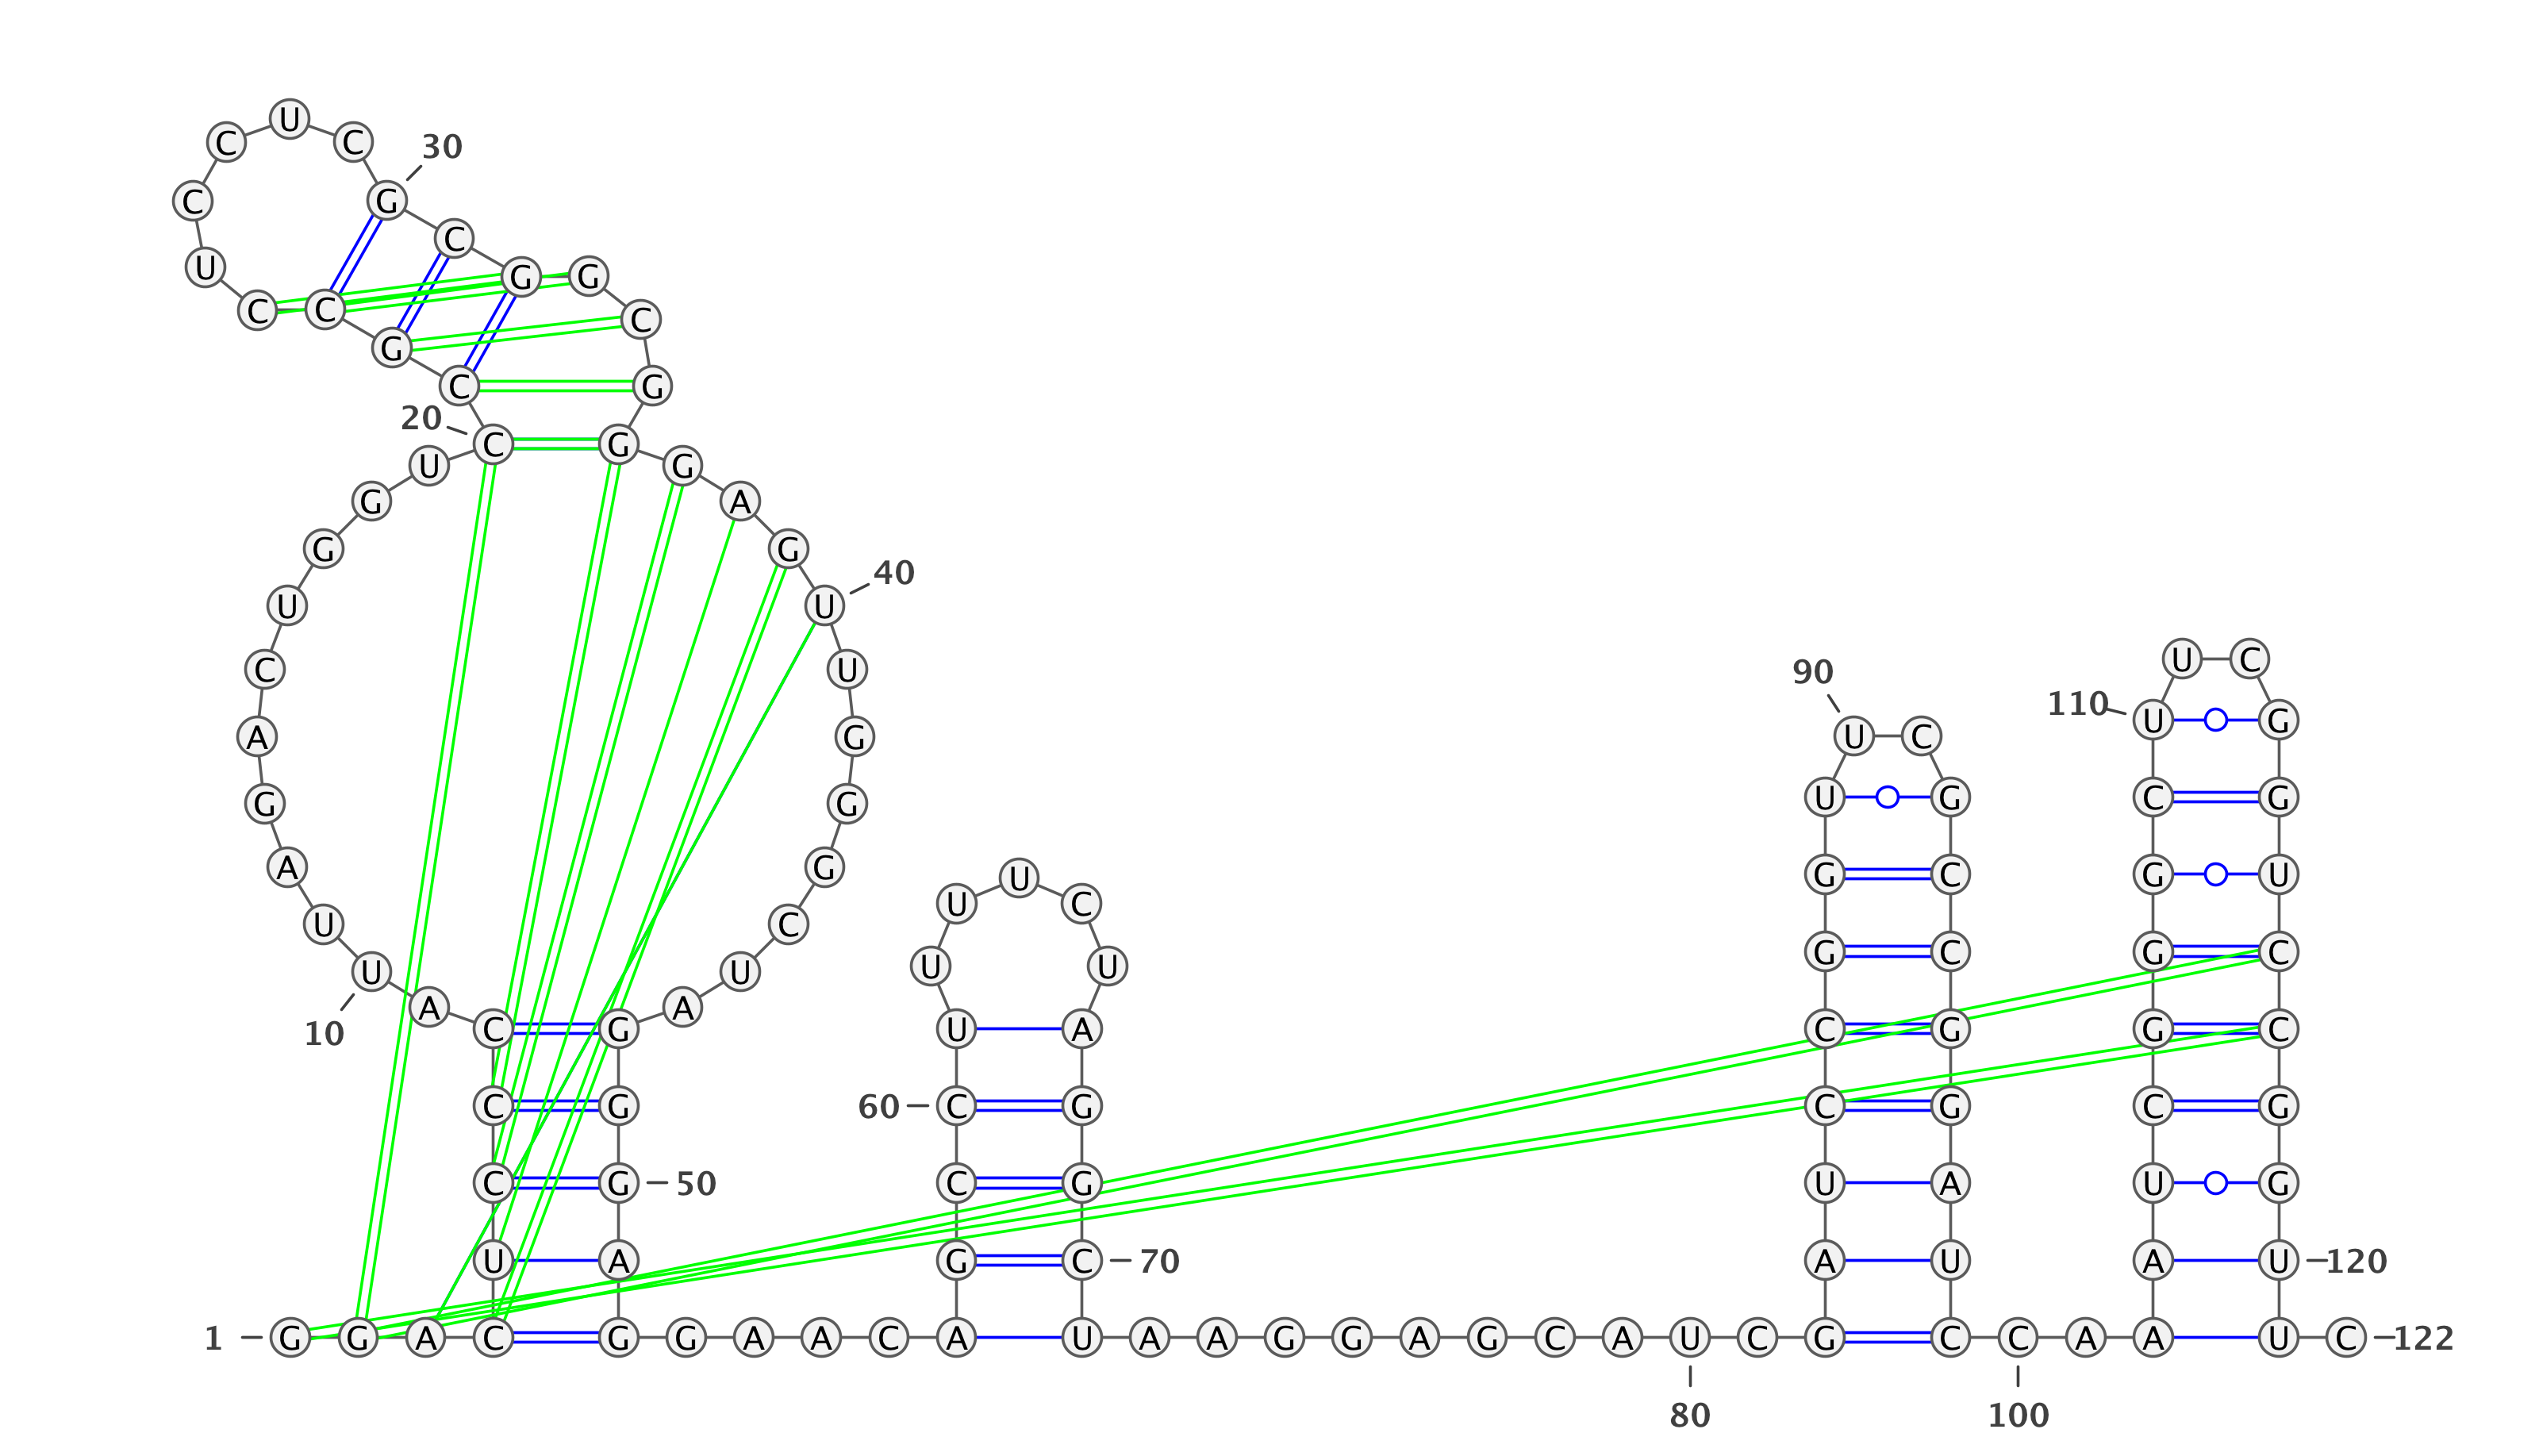 U
C C 30
C G
C
U G G
C C C
G
C G
20
C G
U G
G A
G G
40
U U
U C
C U 90
110
U G
A G U C
G G U G C G
A G G C G U
U
U C
U C
G C G C
U U
U U
A A
C G U A C G G C
10
C G 60 C G C G C G
C G 50 C G U A U G
U A G C 70 A U A U 120
1 G G A C G G A A C A U A A G G A G C A U C G C C A A U C 122
80 100